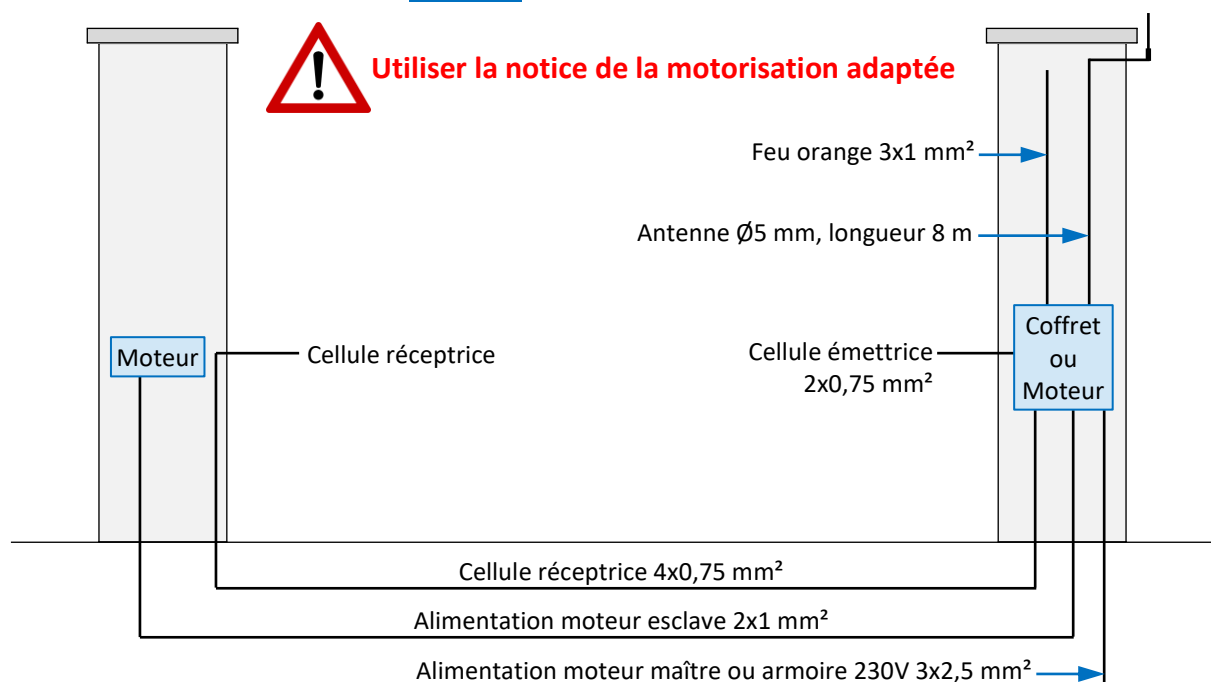 Utiliser la notice de la motorisation adaptée
Feu orange 3x1 mm²
Antenne Ø5 mm, longueur 8 m
Moteur
Cellule réceptrice
Cellule émettrice
2x0,75 mm²
Coffret
ou
Moteur
Cellule réceptrice 4x0,75 mm²
Alimentation moteur esclave 2x1 mm²
Alimentation moteur maître ou armoire 230V 3x2,5 mm²